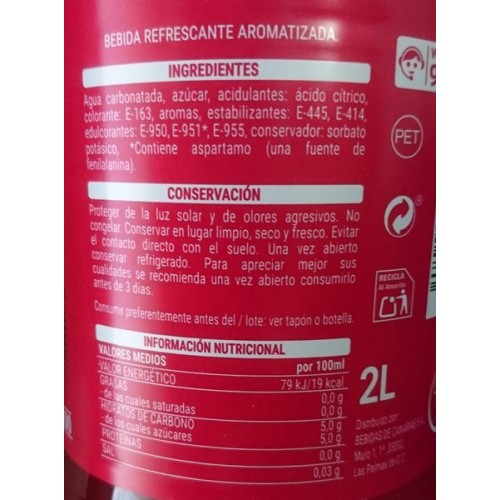 BEBIDA REFRESCANTE AROMATIZADA
INGREDIENTES
Agua carbonatada, azúcar, acidulantes: ácido cítrico,
colorante: E-163, aromas, estabilizantes: E-445, E-414,
edulcorantes: E-950, E-951*, E-955, conservador: sorbato
potásico, *Contiene aspartamo (una fuente de
fenilalanina).
PET
CONSERVACIÓN
Proteger de la luz solar y de olores agresivos. No
congelar. Conservar en lugar limpio, seco y fresco. Evitar
el contacto directo con el suelo. Una vez abierto
conservar refrigerado. Para apreciar mejor sus
cualidades se recomienda una vez abierto consumirlo
antes de 3 días.
RECICLA
Al Amarillo
Consumir preferentemente antes del / lote: ver tapón o botella.
INFORMACIÓN NUTRICIONAL
VALORES MEDIOS por 100ml
VALOR ENERGÉTICO 79 kJ/19 kcal
GRASAS 0,0 g
- de las cuales saturadas 0,0 g
HIDRATOS DE CARBONO 5,0 g
- de los cuales azúcares 5,0 g
PROTEÍNAS 0,0 g
SAL 0,03 g
2L
Distribuido por:
BEBIDAS DE CANARIAS
Muro 1, 1º
Las Palmas de G.C.